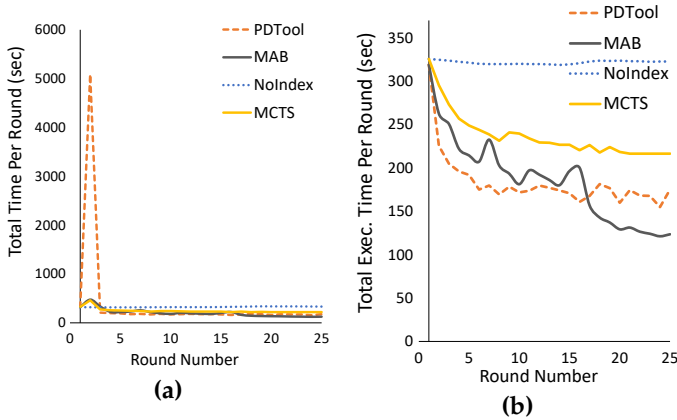 Total Time Per Round (sec)
6000
5000
4000
3000
2000
1000
0
0 5 10 15 20 25
Round Number
PDTool
MAB
NoIndex
MCTS
(a)
Total Exec. Time Per Round (sec)
350
300
250
200
150
100
50
0
0 5 10 15 20 25
Round Number
PDTool
MAB
NoIndex
MCTS
(b)